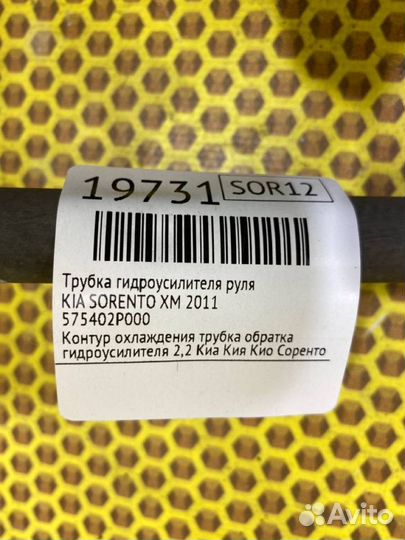 19731 SOR12
Трубка гидроусилителя руля
KIA SORENTO XM 2011
575402P000
Контур охлаждения трубка обратка
гидроусилителя 2,2 Киа Кия Кио Соренто
Avito